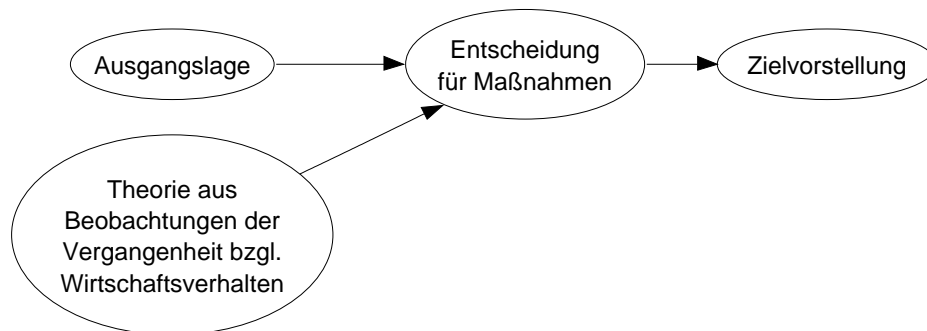 Ausgangslage
Entscheidung
für Maßnahmen
Zielvorstellung
Theorie aus
Beobachtungen der
Vergangenheit bzgl.
Wirtschaftsverhalten